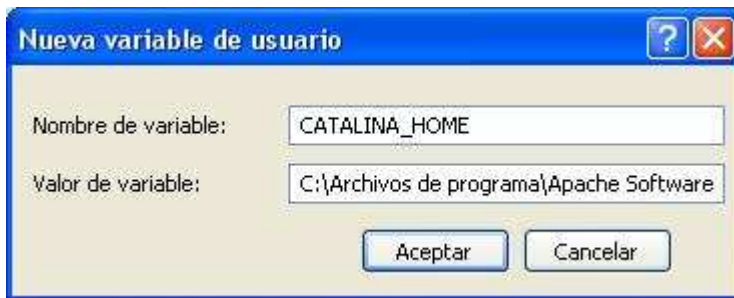 Nueva variable de usuario
Nombre de variable: CATALINA_HOME
Valor de variable: C:\Archivos de programa\Apache Software
Aceptar Cancelar